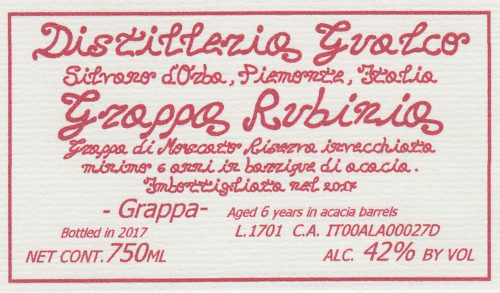 Distilleria Gualco
Silvano d'Orba, Piemonte, Italia
Grappa Rubinia
Grappa di Moscato Riserva invecchiata
minimo 6 anni in barrique di acacia.
Imbottigliata nel 2017
- Grappa- Aged 6 years in acacia barrels
Bottled in 2017 L.1701 C.A. IT00ALA00027D
NET CONT. 750ML ALC. 42% BY VOL